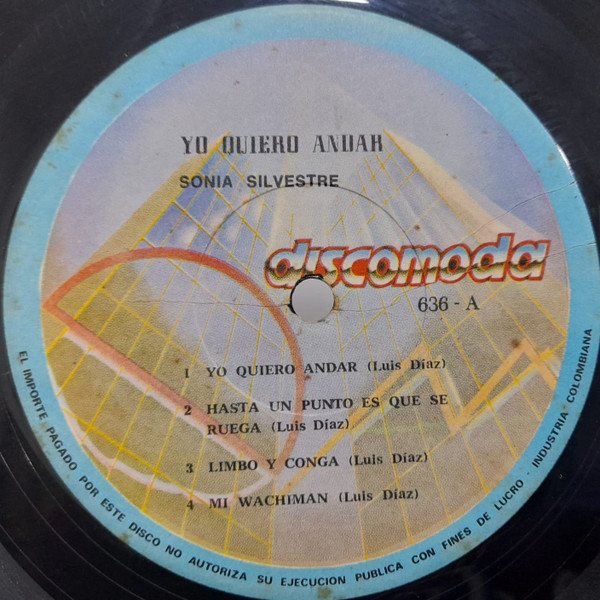 YO QUIERO ANDAR
SONIA SILVESTRE
discomoda
636 - A
1 YO QUIERO ANDAR (Luis Díaz)
2 HASTA UN PUNTO ES QUE SE
RUEGA (Luis Díaz)
3 LIMBO Y CONGA (Luis Díaz)
4 MI WACHIMAN (Luis Díaz)
EL IMPORTE PAGADO POR ESTE DISCO NO AUTORIZA SU EJECUCION PUBLICA CON FINES DE LUCRO - INDUSTRIA COLOMBIANA